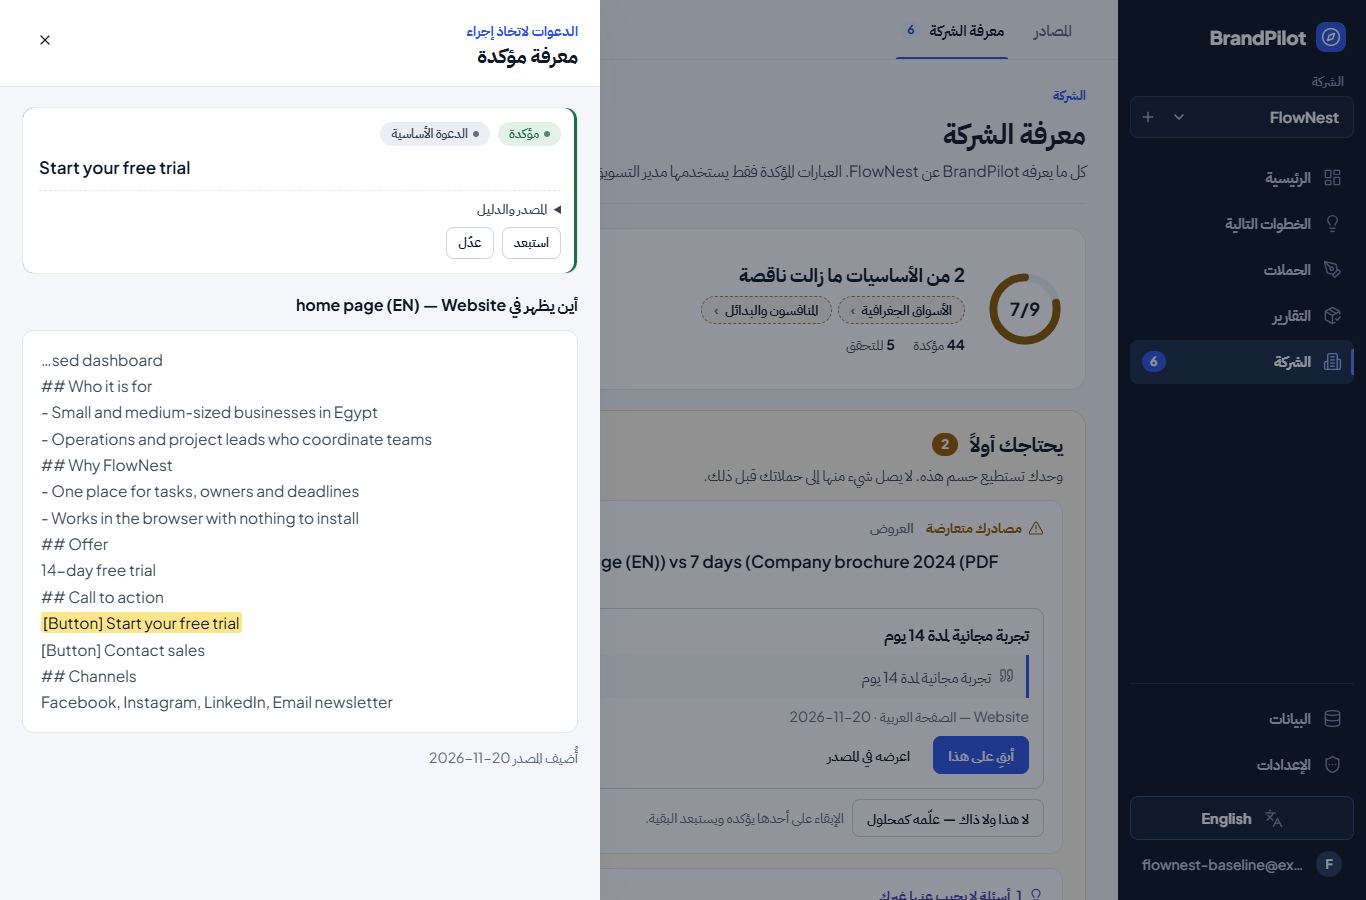 BrandPilot
الشركة
FlowNest
الرئيسية
الخطوات التالية
الحملات
التقارير
الشركة 6
البيانات
الإعدادات
English
flownest-baseline@ex...
F
المصادر
معرفة الشركة 6
الشركة
معرفة الشركة
كل ما يعرفه BrandPilot عن FlowNest. العبارات المؤكدة فقط يستخدمها مدير التسويق
7/9
2 من الأساسيات ما زالت ناقصة
الأسواق الجغرافية ‹
المنافسون والبدائل ‹
44 مؤكدة 5 للتحقق
يحتاجك أولاً 2
وحدك تستطيع حسم هذه. لا يصل شيء منها إلى حملاتك قبل ذلك.
مصادرك متعارضة العروض
ge (EN)) vs 7 days (Company brochure 2024 (PDF
تجربة مجانية لمدة 14 يوم
تجربة مجانية لمدة 14 يوم
Website — الصفحة العربية · 2026-11-20
أبقِ على هذا
اعرضه في المصدر
لا هذا ولا ذاك — علّمه كمحلول
الإبقاء على أحدها يؤكده ويستبعد البقية.
1 أسئلة لا يجيب عنها غيرك
الدعوات لاتخاذ إجراء
معرفة مؤكدة
×
مؤكدة
الدعوة الأساسية
Start your free trial
◀ المصدر والدليل
استبعد
عدّل
أين يظهر في home page (EN) — Website
…sed dashboard
## Who it is for
- Small and medium-sized businesses in Egypt
- Operations and project leads who coordinate teams
## Why FlowNest
- One place for tasks, owners and deadlines
- Works in the browser with nothing to install
## Offer
14-day free trial
## Call to action
[Button] Start your free trial
[Button] Contact sales
## Channels
Facebook, Instagram, LinkedIn, Email newsletter
أُضيف المصدر 2026-11-20